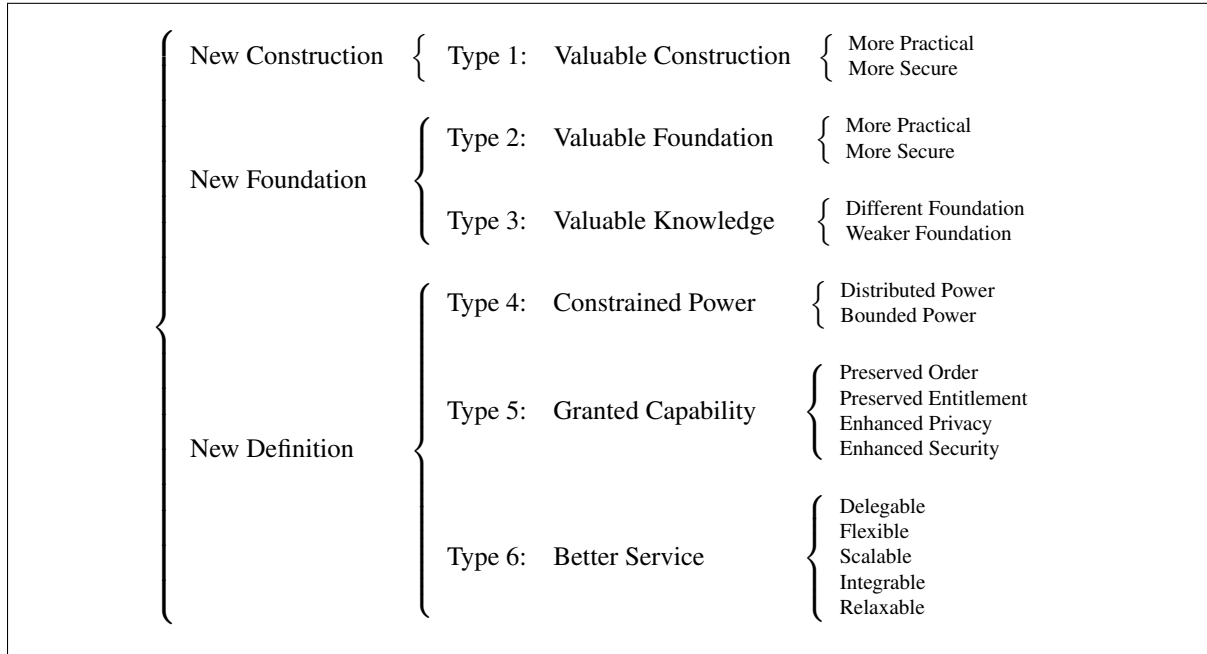 New Construction
Type 1: Valuable Construction
More Practical
More Secure
New Foundation
Type 2: Valuable Foundation
More Practical
More Secure
Type 3: Valuable Knowledge
Different Foundation
Weaker Foundation
New Definition
Type 4: Constrained Power
Distributed Power
Bounded Power
Type 5: Granted Capability
Preserved Order
Preserved Entitlement
Enhanced Privacy
Enhanced Security
Type 6: Better Service
Delegable
Flexible
Scalable
Integrable
Relaxable